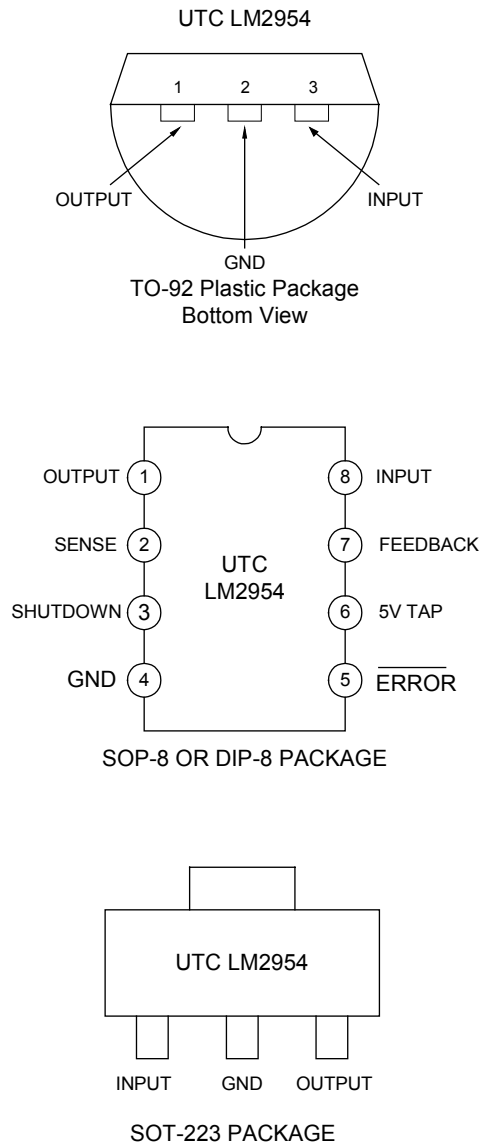 UTC LM2954
1 2 3
OUTPUT INPUT
GND
TO-92 Plastic Package
Bottom View
OUTPUT 1 8 INPUT
SENSE 2 7 FEEDBACK
UTC
LM2954
SHUTDOWN 3 6 5V TAP
GND 4 5 ERROR
SOP-8 OR DIP-8 PACKAGE
UTC LM2954
INPUT GND OUTPUT
SOT-223 PACKAGE